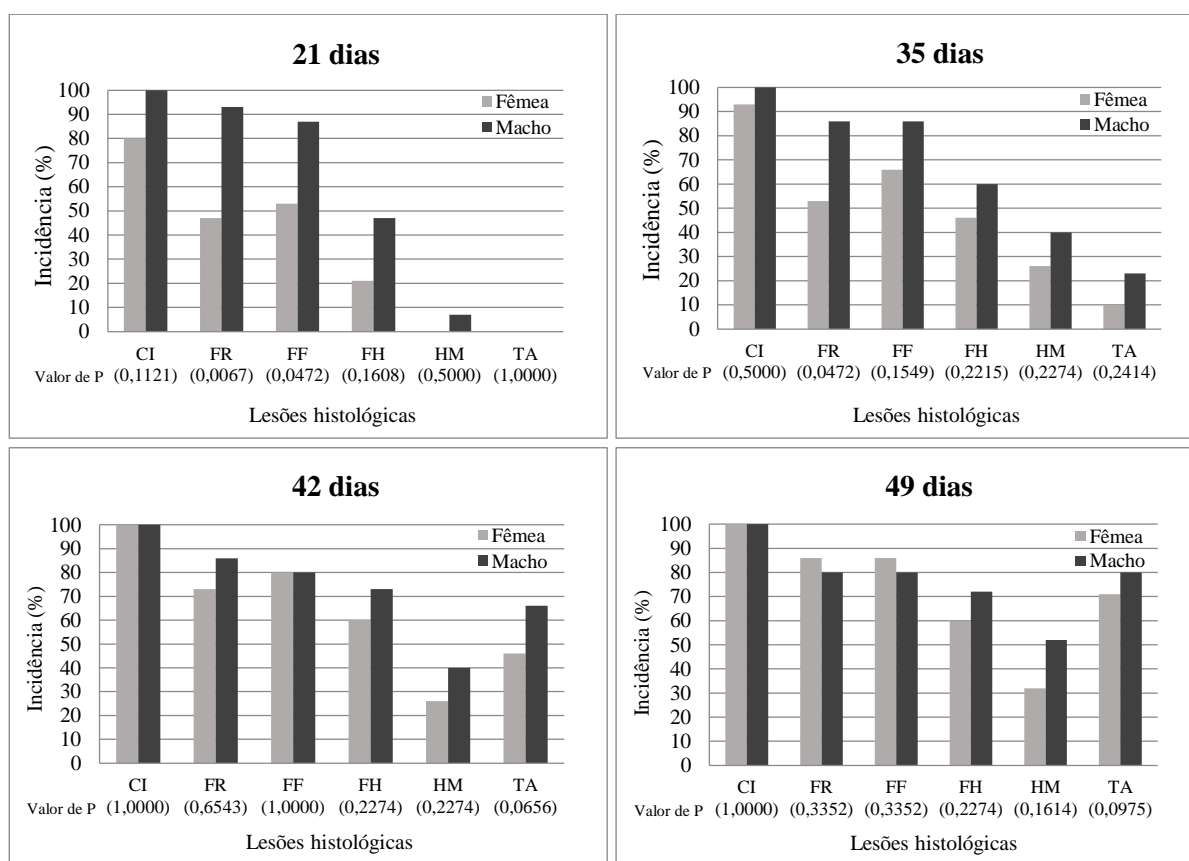 21 dias
100
90
80
70
60
50
40
30
20
10
0
Incidência (%)
Fêmea
Macho
CI FR FF FH HM TA
Valor de P (0,1121) (0,0067) (0,0472) (0,1608) (0,5000) (1,0000)
Lesões histológicas
35 dias
100
90
80
70
60
50
40
30
20
10
0
Incidência (%)
Fêmea
Macho
CI FR FF FH HM TA
Valor de P (0,5000) (0,0472) (0,1549) (0,2215) (0,2274) (0,2414)
Lesões histológicas
42 dias
100
90
80
70
60
50
40
30
20
10
0
Incidência (%)
Fêmea
Macho
CI FR FF FH HM TA
Valor de P (1,0000) (0,6543) (1,0000) (0,2274) (0,2274) (0,0656)
Lesões histológicas
49 dias
100
90
80
70
60
50
40
30
20
10
0
Incidência (%)
Fêmea
Macho
CI FR FF FH HM TA
Valor de P (1,0000) (0,3352) (0,3352) (0,2274) (0,1614) (0,0975)
Lesões histológicas